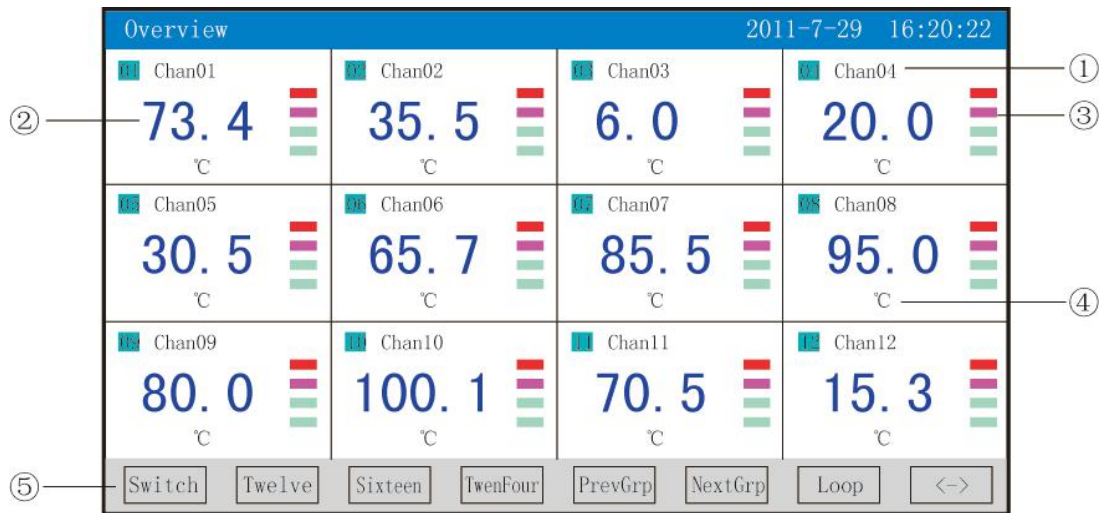 Overview 2011-7-29 16:20:22
01 Chan01 02 Chan02 03 Chan03 04 Chan04 ①
② 73.4 35.5 6.0 20.0 ③
℃ ℃ ℃ ℃
05 Chan05 06 Chan06 07 Chan07 08 Chan08
30.5 65.7 85.5 95.0
℃ ℃ ℃ ℃ ④
09 Chan09 10 Chan10 11 Chan11 12 Chan12
80.0 100.1 70.5 15.3
℃ ℃ ℃ ℃
⑤ Switch Twelve Sixteen TwenFour PrevGrp NextGrp Loop <->